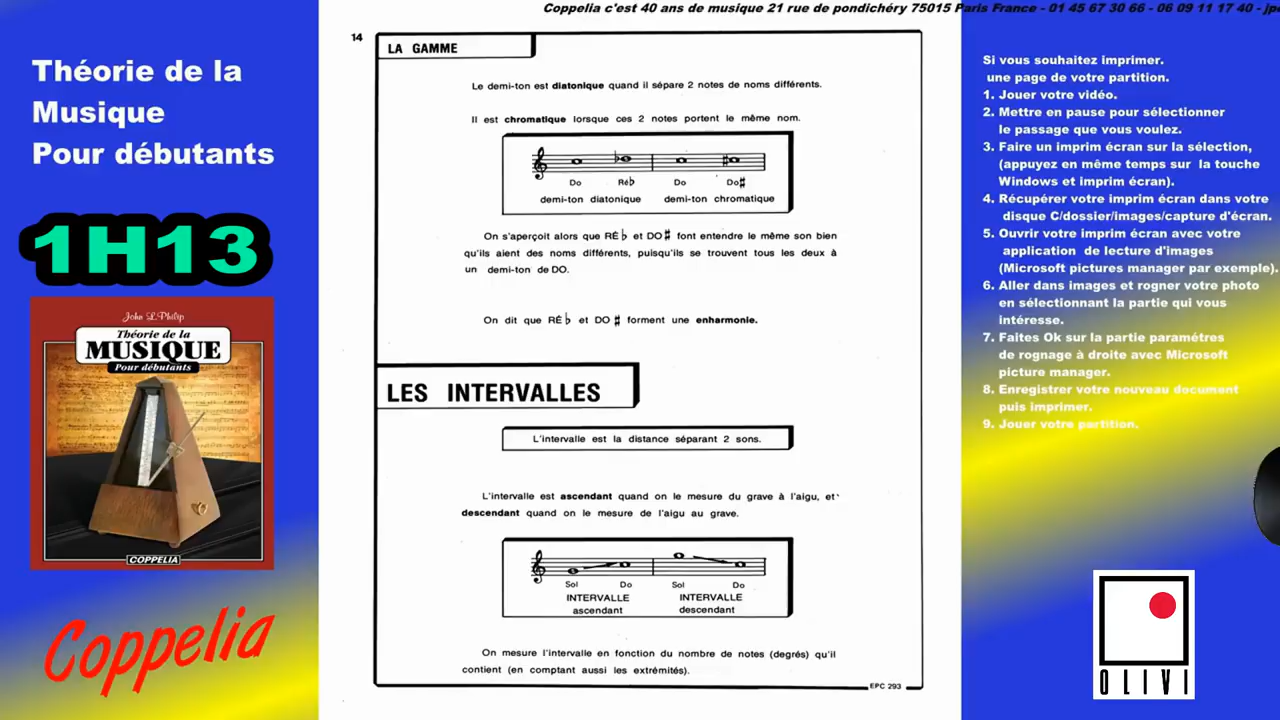 Coppelia c'est 40 ans de musique 21 rue de pondichéry 75015 Paris France - 01 45 67 30 66 - 06 09 11 17 40 - jp
Théorie de la
Musique
Pour débutants
1H13
John L. Philip
Théorie de la
MUSIQUE
Pour débutants
COPPELIA
Coppelia
14
LA GAMME
Le demi-ton est diatonique quand il sépare 2 notes de noms différents.
Il est chromatique lorsque ces 2 notes portent le même nom.
Do Ré♭ Do Do♯
demi-ton diatonique demi-ton chromatique
On s'aperçoit alors que RÉ ♭ et DO ♯ font entendre le même son bien
qu'ils aient des noms différents, puisqu'ils se trouvent tous les deux à
un demi-ton de DO.
On dit que RÉ ♭ et DO ♯ forment une enharmonie.
LES INTERVALLES
L'intervalle est la distance séparant 2 sons.
L'intervalle est ascendant quand on le mesure du grave à l'aigu, et
descendant quand on le mesure de l'aigu au grave.
Sol Do Sol Do
INTERVALLE INTERVALLE
ascendant descendant
On mesure l'intervalle en fonction du nombre de notes (degrés) qu'il
contient (en comptant aussi les extrémités).
EPC 293
Si vous souhaitez imprimer.
une page de votre partition.
1. Jouer votre vidéo.
2. Mettre en pause pour sélectionner
le passage que vous voulez.
3. Faire un imprim écran sur la sélection,
(appuyez en même temps sur la touche
Windows et imprim écran).
4. Récupérer votre imprim écran dans votre
disque C/dossier/images/capture d'écran.
5. Ouvrir votre imprim écran avec votre
application de lecture d'images
(Microsoft pictures manager par exemple).
6. Aller dans images et rogner votre photo
en sélectionnant la partie qui vous
intéresse.
7. Faites Ok sur la partie paramétres
de rognage à droite avec Microsoft
picture manager.
8. Enregistrer votre nouveau document
puis imprimer.
9. Jouer votre partition.
OLIVI